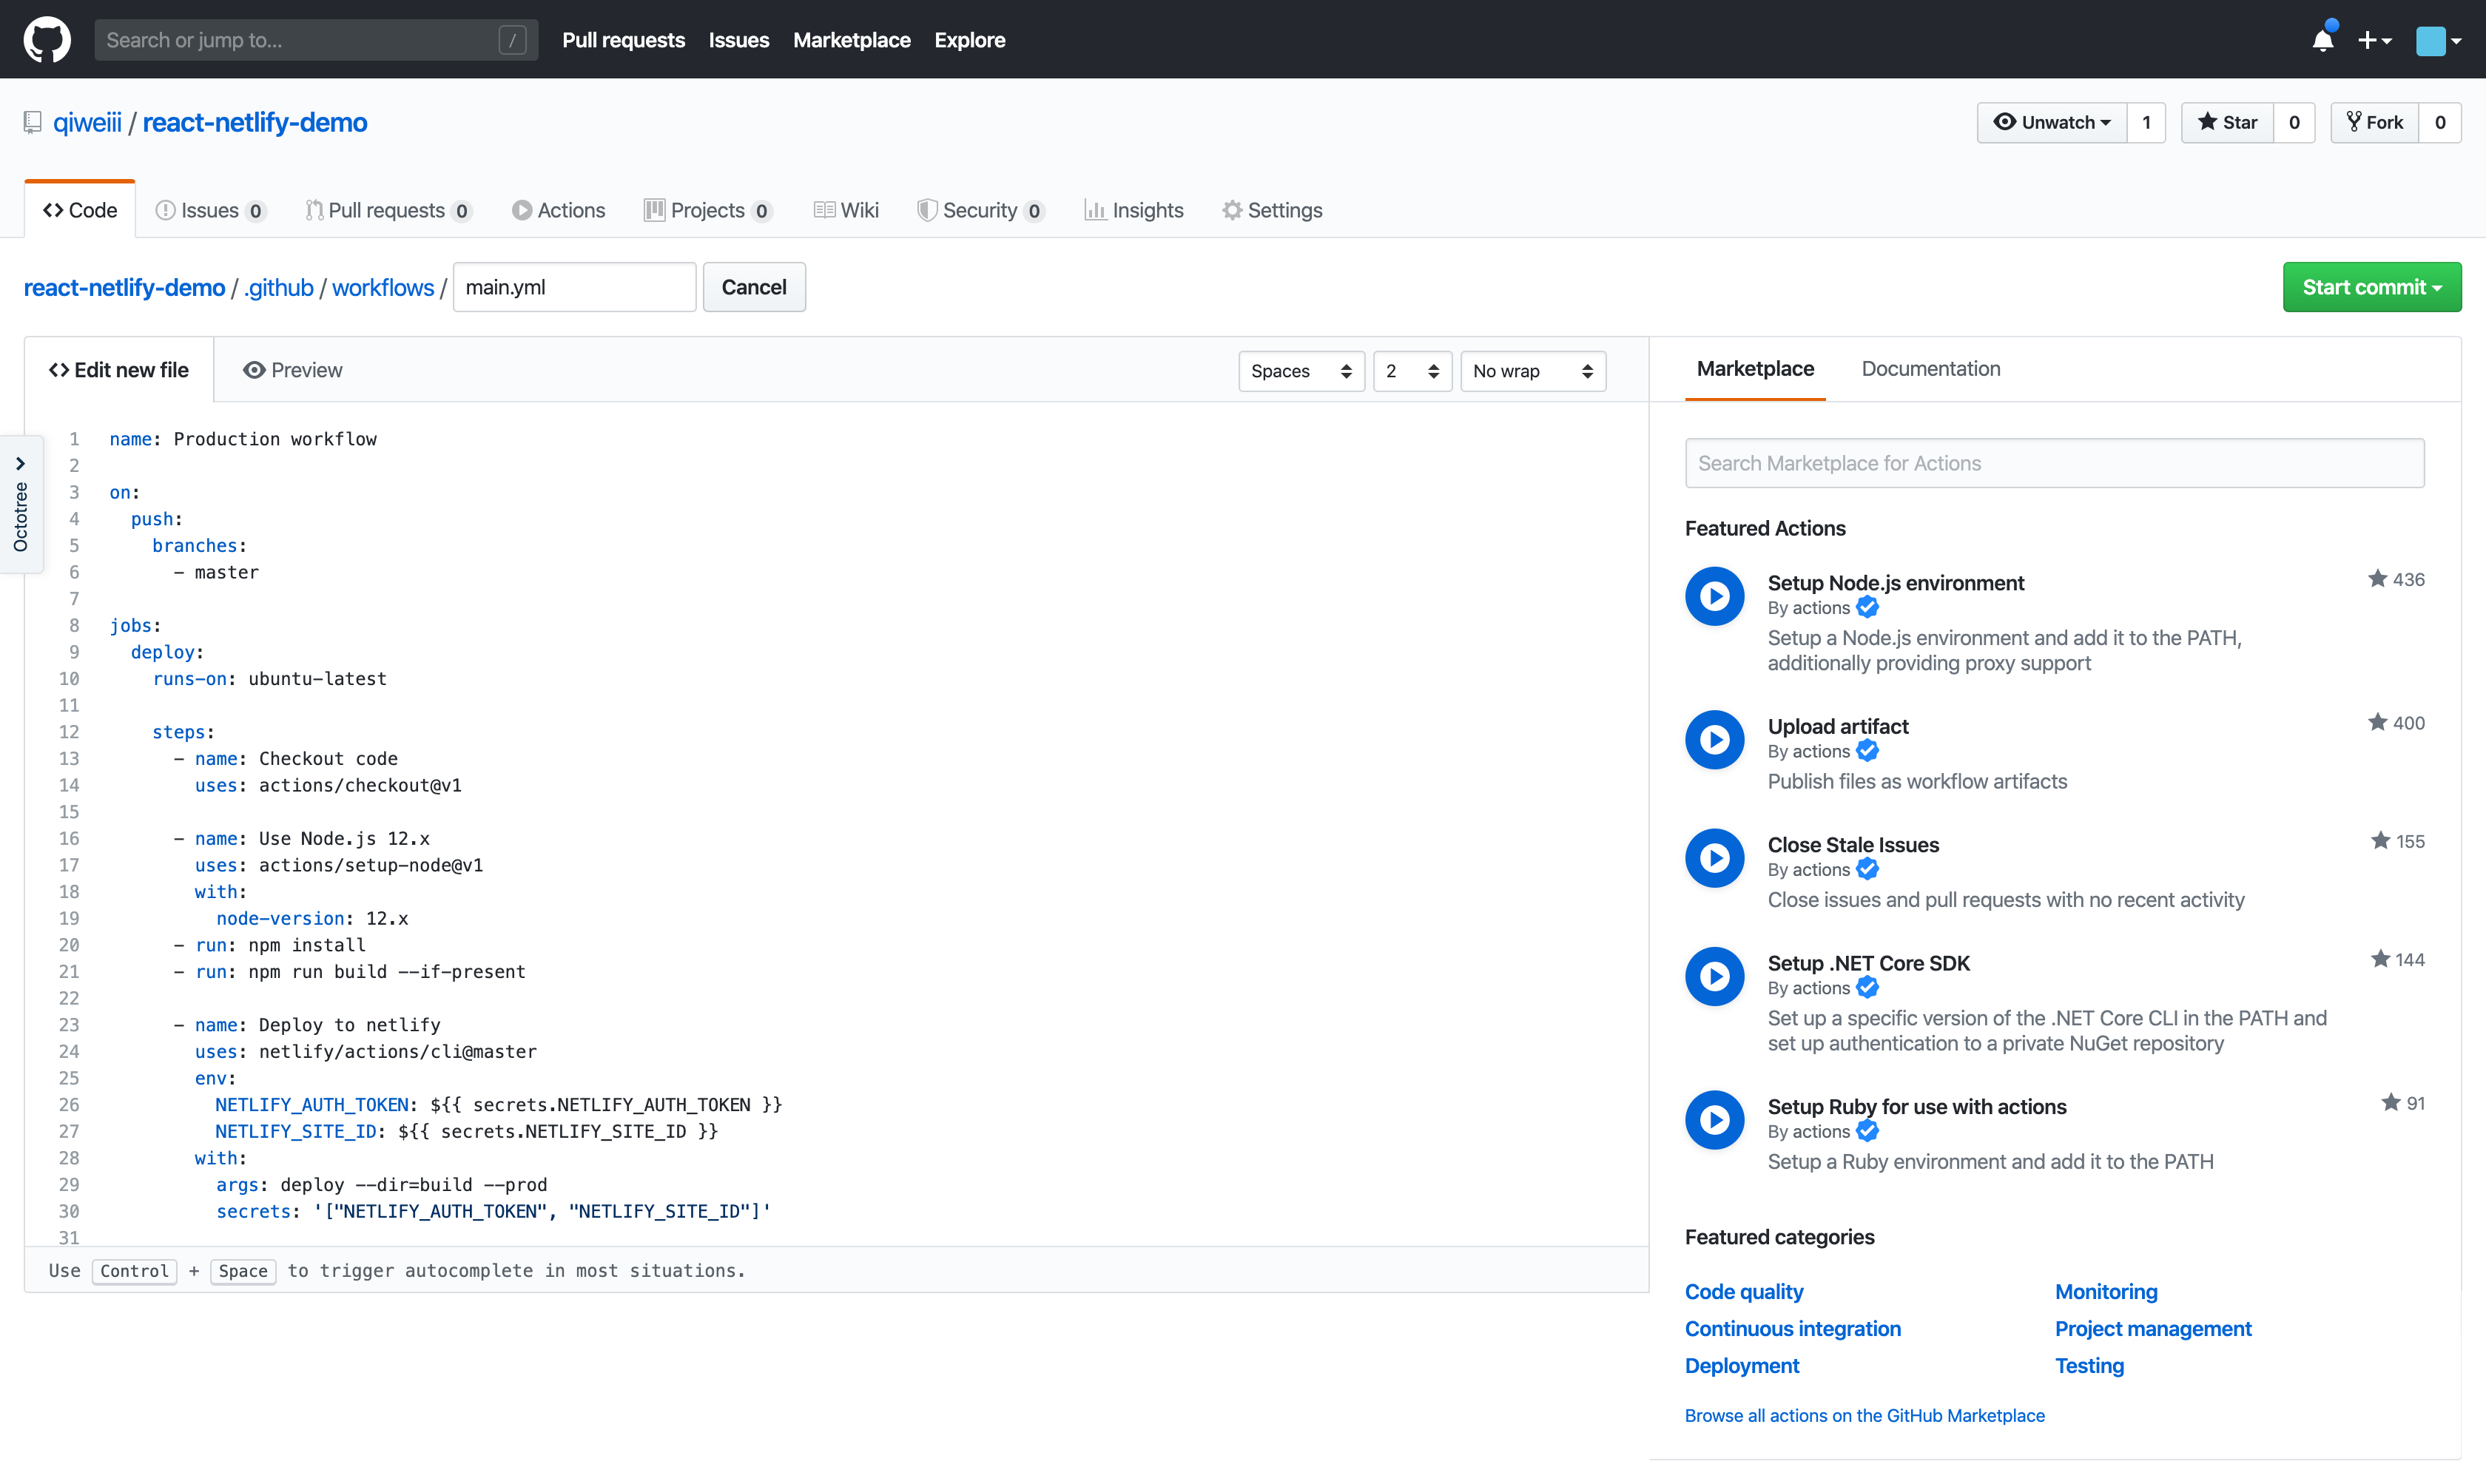 Search or jump to... /
Pull requests Issues Marketplace Explore
qiweiii / react-netlify-demo
Unwatch 1 Star 0 Fork 0
Code Issues 0 Pull requests 0 Actions Projects 0 Wiki Security 0 Insights Settings
react-netlify-demo / .github / workflows / main.yml Cancel Start commit
Edit new file Preview Spaces 2 No wrap
Octotree
1 name: Production workflow
2
3 on:
4 push:
5 branches:
6 - master
7
8 jobs:
9 deploy:
10 runs-on: ubuntu-latest
11
12 steps:
13 - name: Checkout code
14 uses: actions/checkout@v1
15
16 - name: Use Node.js 12.x
17 uses: actions/setup-node@v1
18 with:
19 node-version: 12.x
20 - run: npm install
21 - run: npm run build --if-present
22
23 - name: Deploy to netlify
24 uses: netlify/actions/cli@master
25 env:
26 NETLIFY_AUTH_TOKEN: ${{ secrets.NETLIFY_AUTH_TOKEN }}
27 NETLIFY_SITE_ID: ${{ secrets.NETLIFY_SITE_ID }}
28 with:
29 args: deploy --dir=build --prod
30 secrets: '["NETLIFY_AUTH_TOKEN", "NETLIFY_SITE_ID"]'
31
Use Control + Space to trigger autocomplete in most situations.
Marketplace Documentation
Search Marketplace for Actions
Featured Actions
Setup Node.js environment 436
By actions
Setup a Node.js environment and add it to the PATH,
additionally providing proxy support
Upload artifact 400
By actions
Publish files as workflow artifacts
Close Stale Issues 155
By actions
Close issues and pull requests with no recent activity
Setup .NET Core SDK 144
By actions
Set up a specific version of the .NET Core CLI in the PATH and
set up authentication to a private NuGet repository
Setup Ruby for use with actions 91
By actions
Setup a Ruby environment and add it to the PATH
Featured categories
Code quality Monitoring
Continuous integration Project management
Deployment Testing
Browse all actions on the GitHub Marketplace